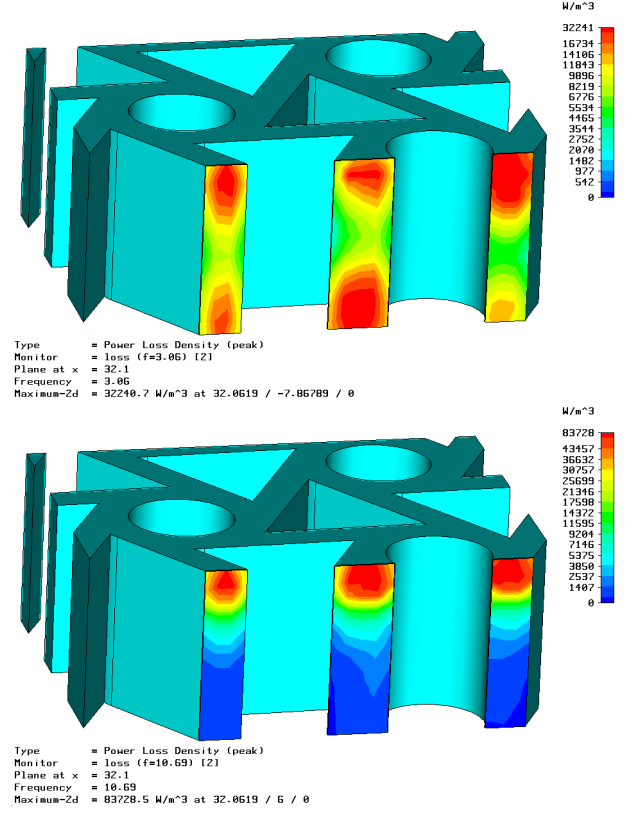 W/m^3
32241
16734
14106
11843
9896
8219
6776
5534
4465
3544
2752
2070
1482
977
542
0
Type = Power Loss Density (peak)
Monitor = loss (f=3.06) [2]
Plane at x = 32.1
Frequency = 3.06
Maximum-Zd = 32240.7 W/m^3 at 32.0619 / -7.86789 / 0
W/m^3
83728
43457
36632
30757
25699
21346
17598
14372
11595
9204
7146
5375
3850
2537
1407
0
Type = Power Loss Density (peak)
Monitor = loss (f=10.69) [2]
Plane at x = 32.1
Frequency = 10.69
Maximum-Zd = 83728.5 W/m^3 at 32.0619 / 6 / 0